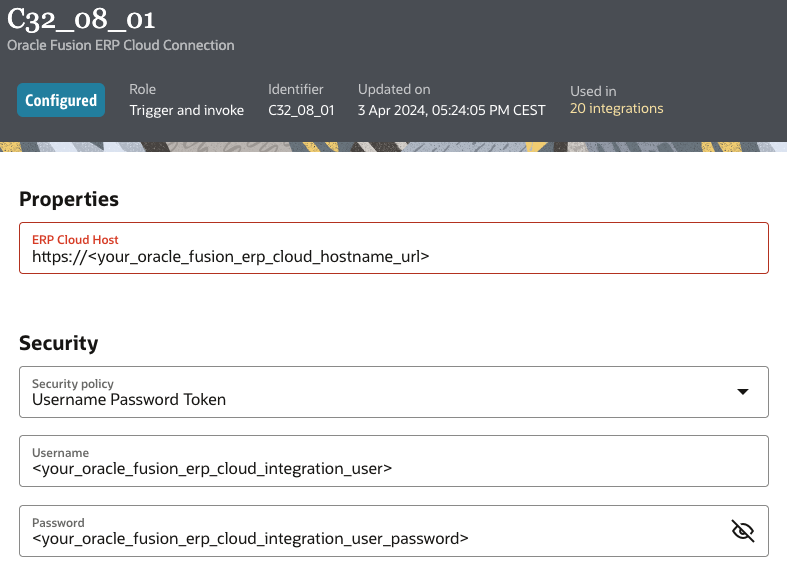 C32_08_01
Oracle Fusion ERP Cloud Connection
Configured
Role
Trigger and invoke
Identifier
C32_08_01
Updated on
3 Apr 2024, 05:24:05 PM CEST
Used in
20 integrations
Properties
ERP Cloud Host
https://<your_oracle_fusion_erp_cloud_hostname_url>
Security
Security policy
Username Password Token
Username
<your_oracle_fusion_erp_cloud_integration_user>
Password
<your_oracle_fusion_erp_cloud_integration_user_password>